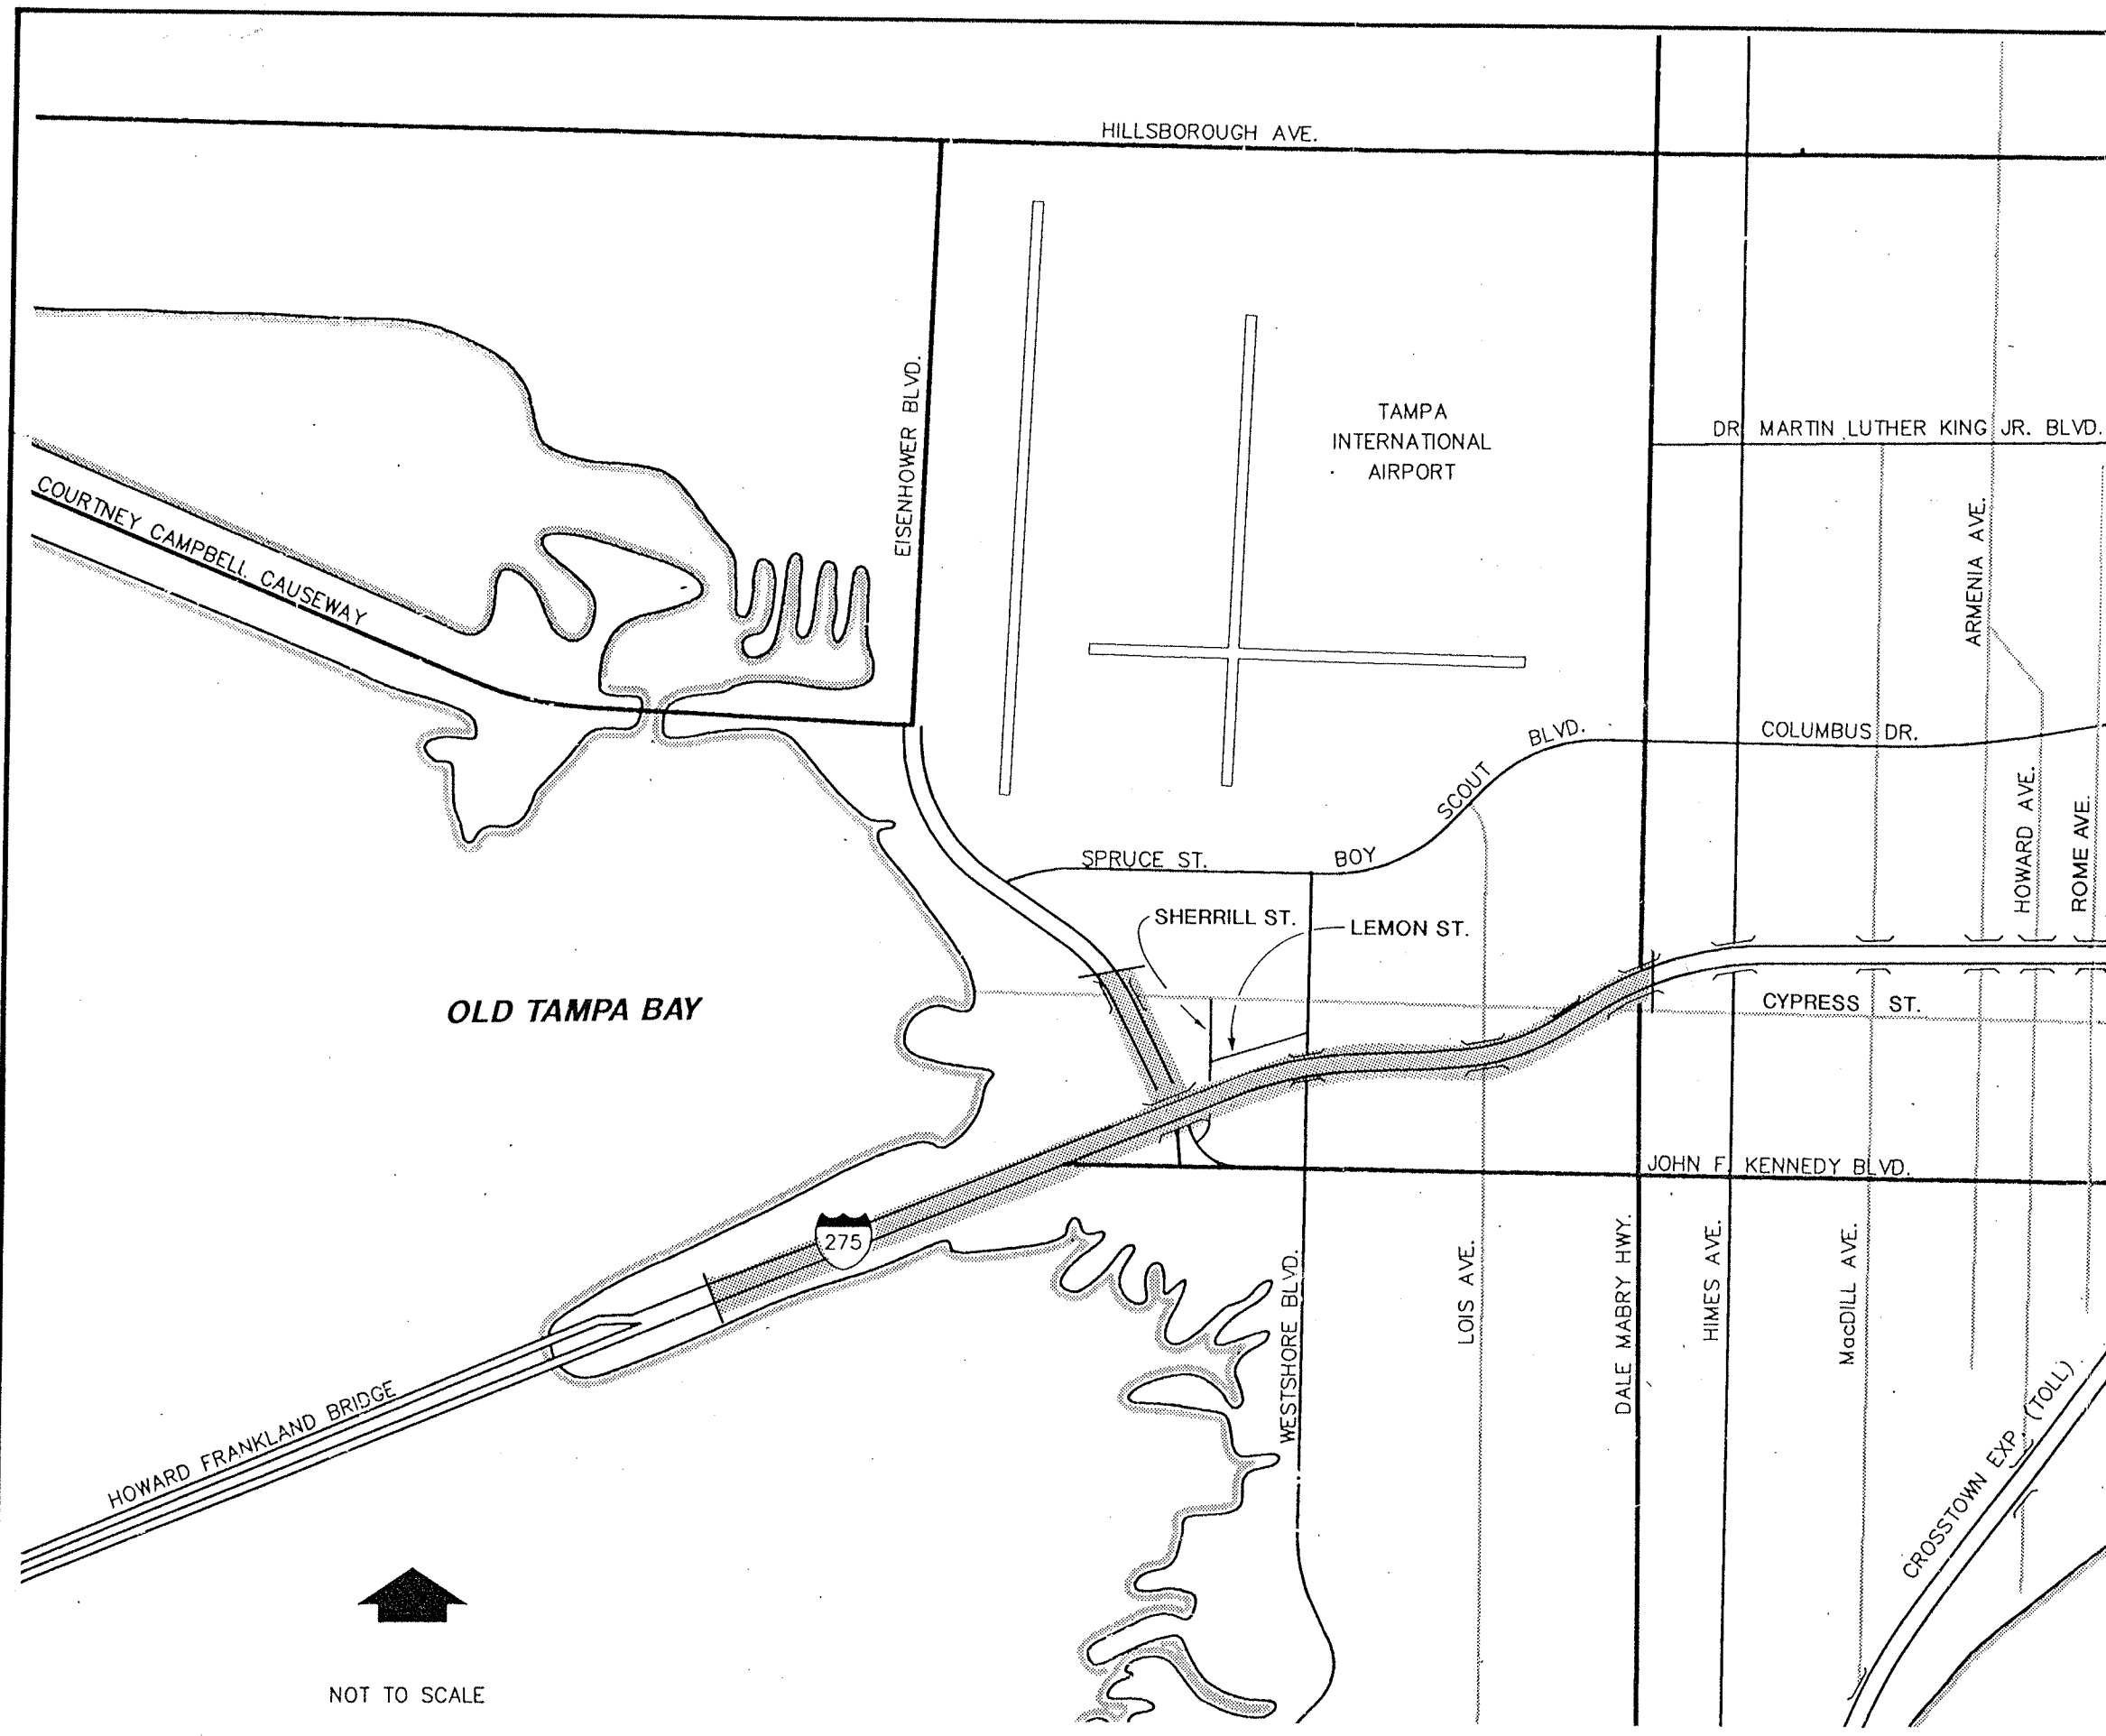 HILLSBOROUGH AVE.
EISENHOWER BLVD.
TAMPA
INTERNATIONAL
AIRPORT
DR MARTIN LUTHER KING JR. BLVD.
COURTNEY CAMPBELL CAUSEWAY
ARMENIA AVE.
BLVD.
COLUMBUS DR.
SCOUT
HOWARD AVE.
ROME AVE.
SPRUCE ST.
BOY
SHERRILL ST.
LEMON ST.
OLD TAMPA BAY
CYPRESS ST.
JOHN F. KENNEDY BLVD.
275
WESTSHORE BLVD.
LOIS AVE.
DALE MABRY HWY.
HIMES AVE.
MacDILL AVE.
HOWARD FRANKLAND BRIDGE
CROSSTOWN EXP. (TOLL)
NOT TO SCALE